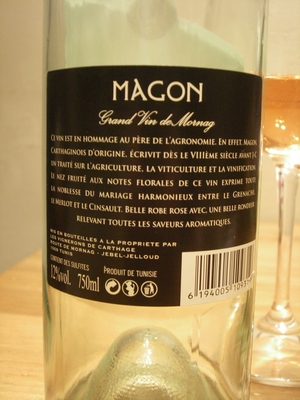 MAGON
Grand Vin de Mornag
CE VIN EST EN HOMMAGE AU PÈRE DE L'AGRONOMIE. EN EFFET, MAGON,
CARTHAGINOIS D'ORIGINE, ÉCRIVIT DÈS LE VIIIÈME SIÈCLE AVANT J-C
UN TRAITÉ SUR L'AGRICULTURE, LA VITICULTURE ET LA VINIFICATION.
LE NEZ FRUITÉ AUX NOTES FLORALES DE CE VIN EXPRIME TOUTE
LA NOBLESSE DU MARIAGE HARMONIEUX ENTRE LE GRENACHE,
LE MERLOT ET LE CINSAULT. BELLE ROBE ROSE AVEC, UNE BELLE RONDEUR
RELEVANT TOUTES LES SAVEURS AROMATIQUES.
MIS EN BOUTEILLES A LA PROPRIETE PAR
LES VIGNERONS DE CARTHAGE
ROUTE DE MORNAG - JEBEL-JELLOUD
TUNIS
CONTIENT DES SULFITES
PRODUIT DE TUNISIE
12%VOL. 750ml
6 194005 10931